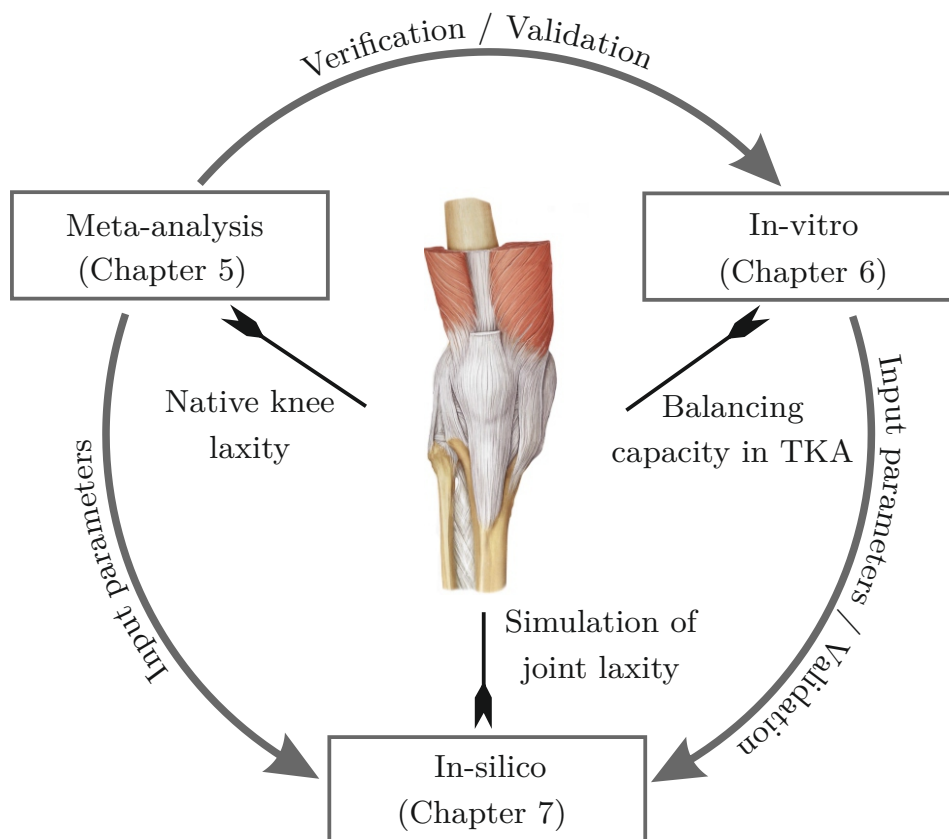 Verification / Validation
Meta-analysis
(Chapter 5)
In-vitro
(Chapter 6)
Native knee
laxity
Balancing
capacity in TKA
Input parameters
Input parameters / Validation
Simulation of
joint laxity
In-silico
(Chapter 7)